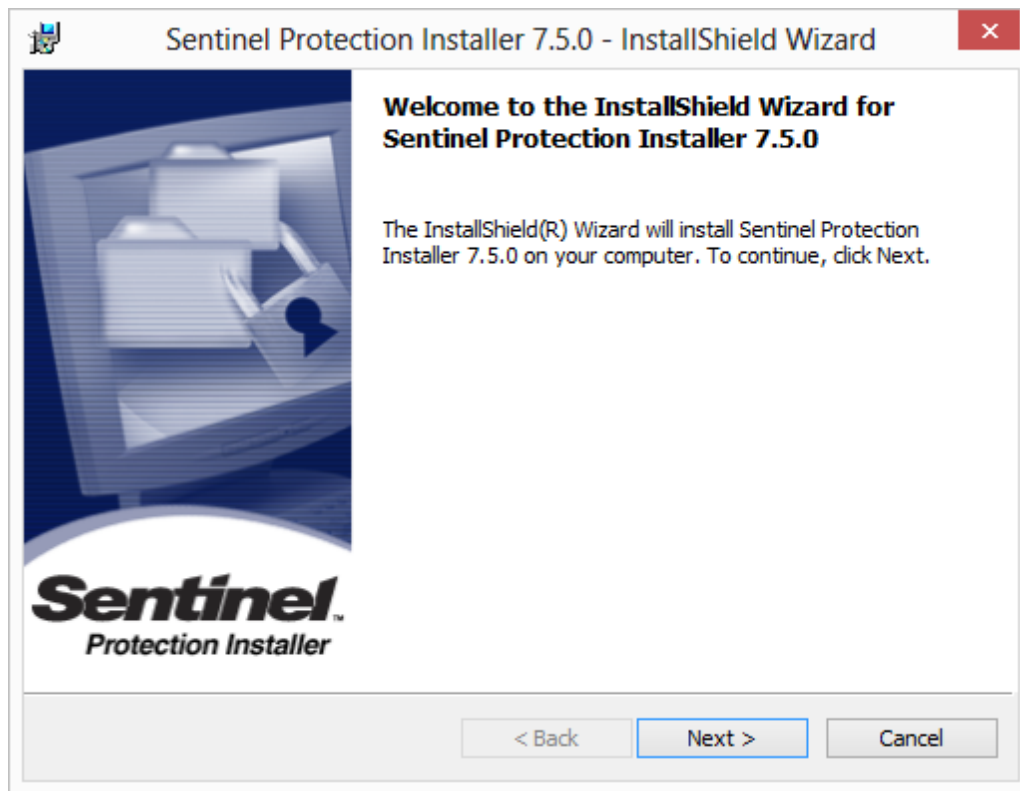 Sentinel Protection Installer 7.5.0 - InstallShield Wizard
Welcome to the InstallShield Wizard for
Sentinel Protection Installer 7.5.0
The InstallShield(R) Wizard will install Sentinel Protection
Installer 7.5.0 on your computer. To continue, click Next.
Sentinel™
Protection Installer
< Back
Next >
Cancel